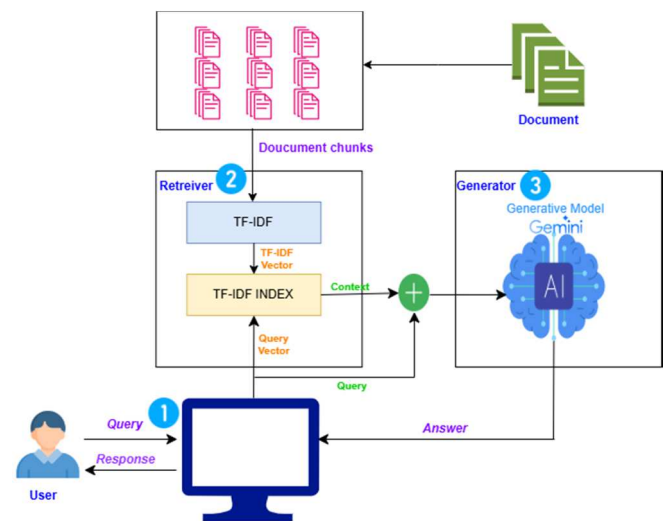 Document
Doucument chunks
Retreiver 2
Generator 3
Generative Model
Gemini
TF-IDF
TF-IDF
Vector
TF-IDF INDEX
Context
+
AI
Query
Vector
Query
1
Query
Response
Answer
User